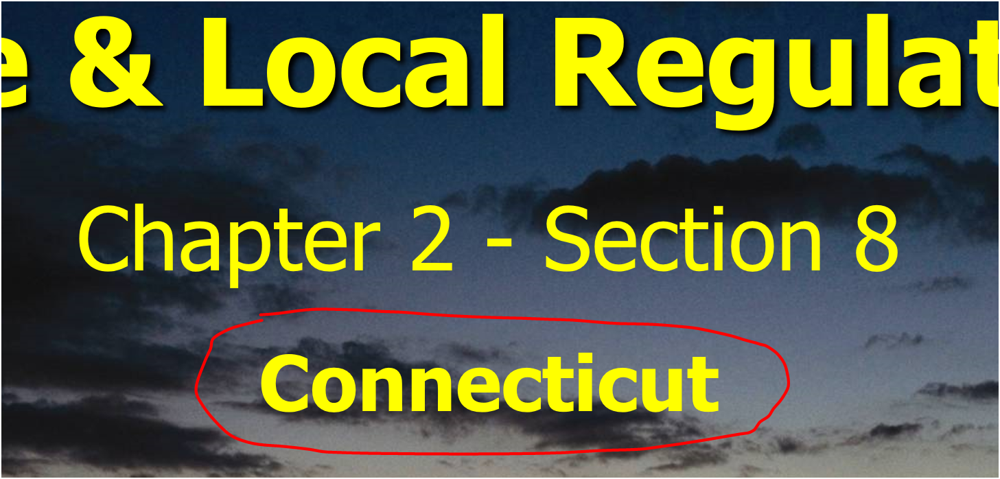 e & Local Regulat
Chapter 2 - Section 8
Connecticut